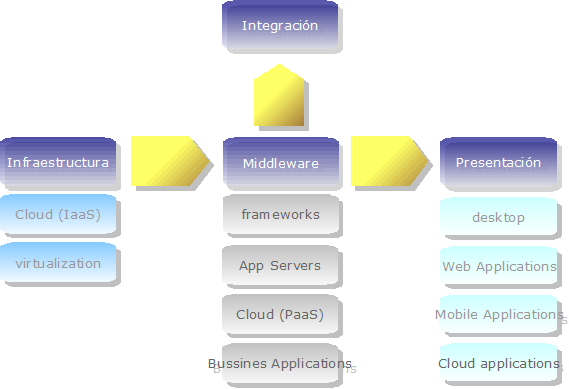 Integración
Infraestructura
Middleware
Presentación
Cloud (IaaS)
frameworks
desktop
virtualization
App Servers
Web Applications
Cloud (PaaS)
Mobile Applications
Bussines Applications
Cloud applications